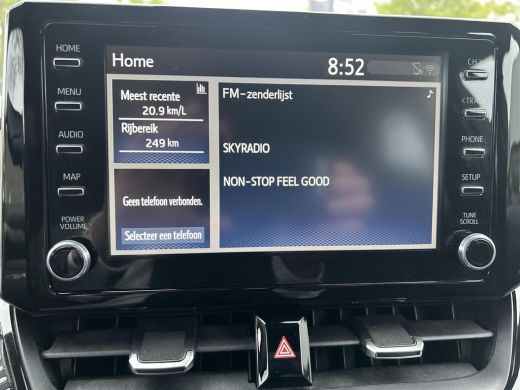 Home
8:52
HOME
MENU
AUDIO
MAP
POWER
VOLUME
Meest recente
20.9 km/L
Rijbereik
249 km
Geen telefoon verbonden.
Selecteer een telefoon
FM-zenderlijst
SKYRADIO
NON-STOP FEEL GOOD
<TRACK
PHONE
SETUP
TUNE
SCROLL